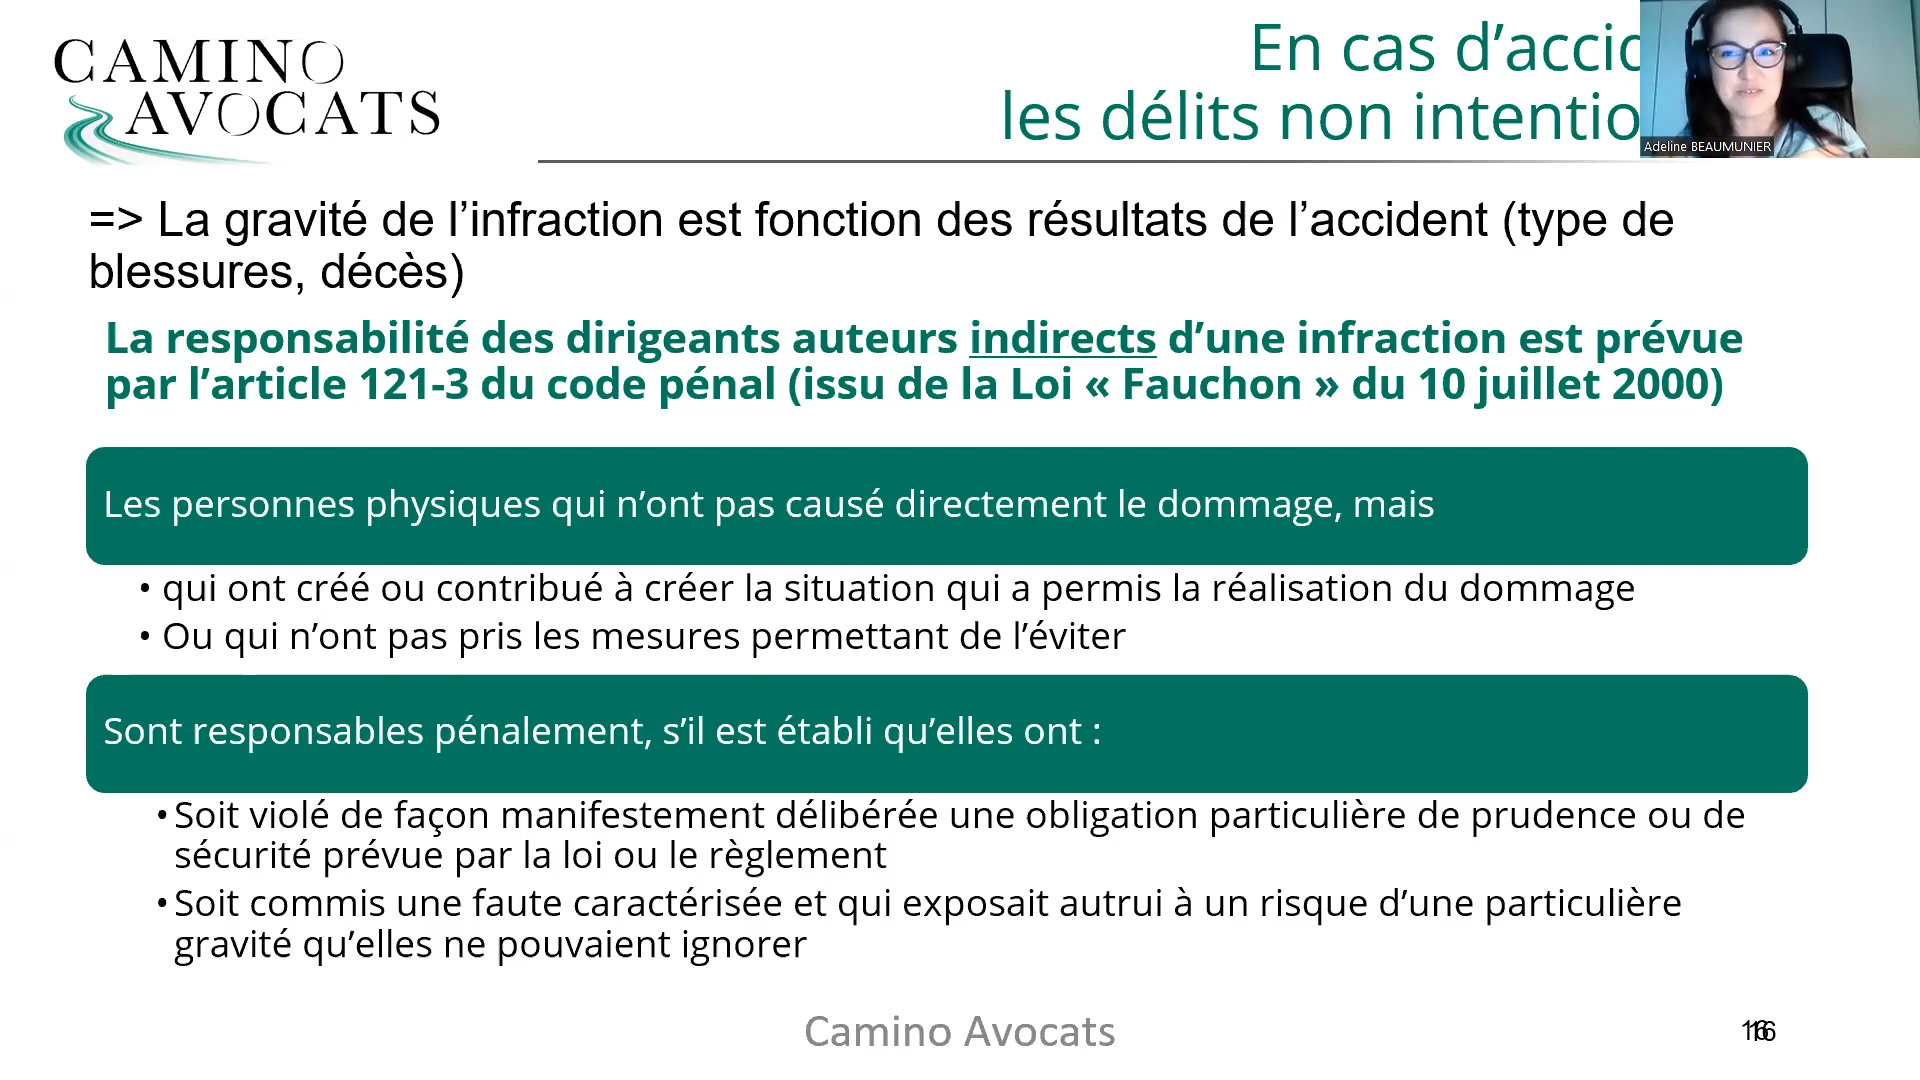 CAMINO
AVOCATS
En cas d’accid
les délits non intentio
Adeline BEAUMUNIER
=> La gravité de l’infraction est fonction des résultats de l’accident (type de
blessures, décès)
La responsabilité des dirigeants auteurs indirects d’une infraction est prévue
par l’article 121-3 du code pénal (issu de la Loi « Fauchon » du 10 juillet 2000)
Les personnes physiques qui n’ont pas causé directement le dommage, mais
• qui ont créé ou contribué à créer la situation qui a permis la réalisation du dommage
• Ou qui n’ont pas pris les mesures permettant de l’éviter
Sont responsables pénalement, s’il est établi qu’elles ont :
• Soit violé de façon manifestement délibérée une obligation particulière de prudence ou de
sécurité prévue par la loi ou le règlement
• Soit commis une faute caractérisée et qui exposait autrui à un risque d’une particulière
gravité qu’elles ne pouvaient ignorer
Camino Avocats
16